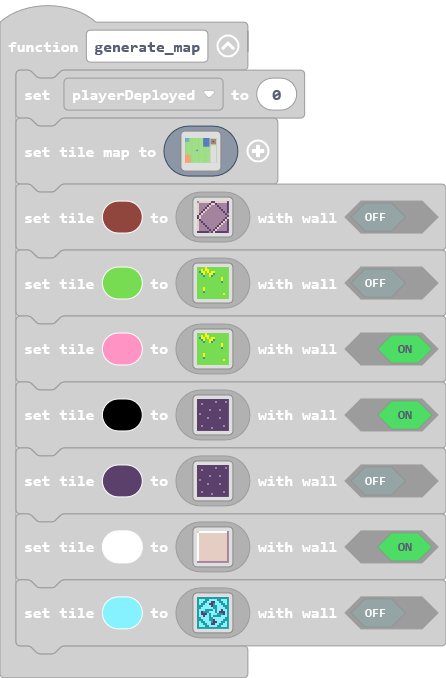 function generate_map
set playerDeployed to 0
set tile map to
set tile to with wall OFF
set tile to with wall OFF
set tile to with wall ON
set tile to with wall ON
set tile to with wall OFF
set tile to with wall ON
set tile to with wall OFF